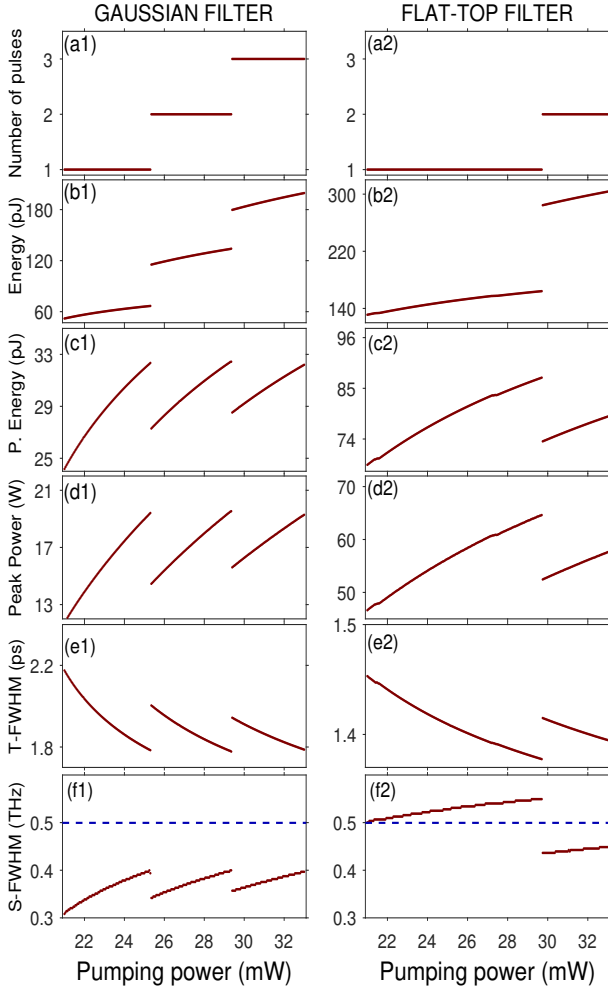 GAUSSIAN FILTER
FLAT-TOP FILTER
Number of pulses
(a1)
3
2
1
(a2)
3
2
1
Energy (pJ)
(b1)
180
120
60
(b2)
300
220
140
P. Energy (pJ)
(c1)
33
29
25
(c2)
96
85
74
Peak Power (W)
(d1)
21
17
13
(d2)
70
60
50
T-FWHM (ps)
(e1)
2.2
1.8
(e2)
1.5
1.4
S-FWHM (THz)
(f1)
0.5
0.4
0.3
(f2)
0.5
0.4
0.3
22 24 26 28 30 32
22 24 26 28 30 32
Pumping power (mW)
Pumping power (mW)